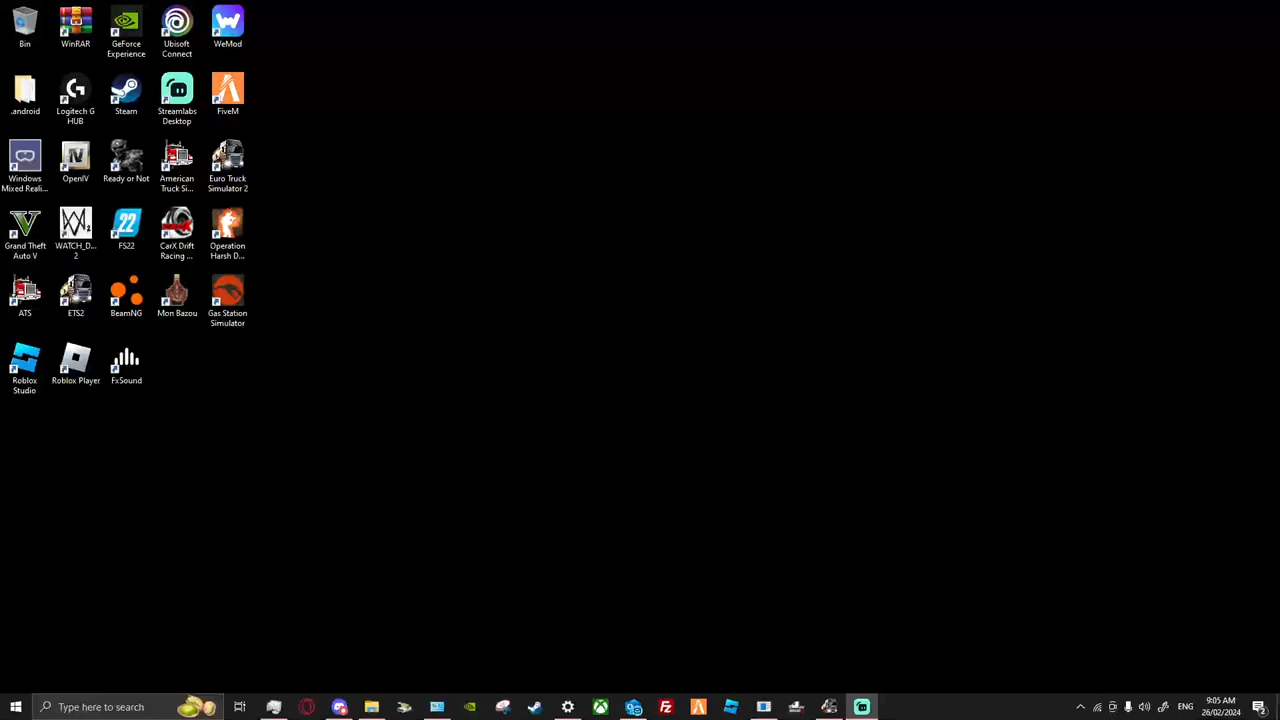 Bin
WinRAR
GeForce
Experience
Ubisoft
Connect
WeMod
.android
Logitech G
HUB
Steam
Streamlabs
Desktop
FiveM
Windows
Mixed Reali...
OpenIV
Ready or Not
American
Truck Si...
Euro Truck
Simulator 2
Grand Theft
Auto V
WATCH_D...
2
22
FS22
CarX Drift
Racing ...
Operation
Harsh D...
ATS
ETS2
BeamNG
Mon Bazou
Gas Station
Simulator
Roblox
Studio
Roblox Player
FxSound
Type here to search
ENG
9:05 AM
26/02/2024